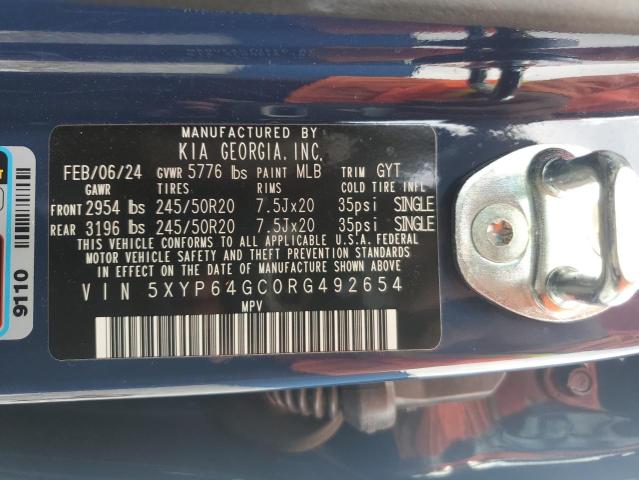 MANUFACTURED BY
KIA GEORGIA, INC.
FEB/06/24 GVWR 5776 lbs PAINT MLB TRIM GYT
GAWR TIRES RIMS COLD TIRE INFL
FRONT 2954 lbs 245/50R20 7.5Jx20 35psi SINGLE
REAR 3196 lbs 245/50R20 7.5Jx20 35psi SINGLE
THIS VEHICLE CONFORMS TO ALL APPLICABLE U.S.A. FEDERAL
MOTOR VEHICLE SAFETY AND THEFT PREVENTION STANDARDS
IN EFFECT ON THE DATE OF MANUFACTURE SHOWN ABOVE
VIN 5XYP64GC0RG492654
MPV
9110